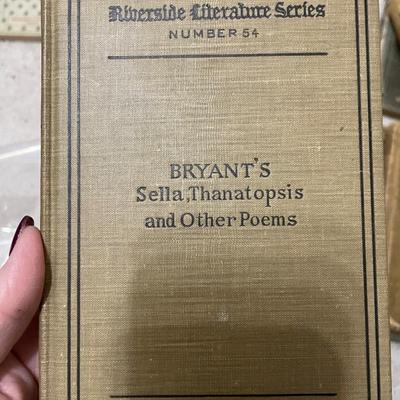 Riverside Literature Series
NUMBER 54
BRYANT'S
Sella, Thanatopsis
and Other Poems